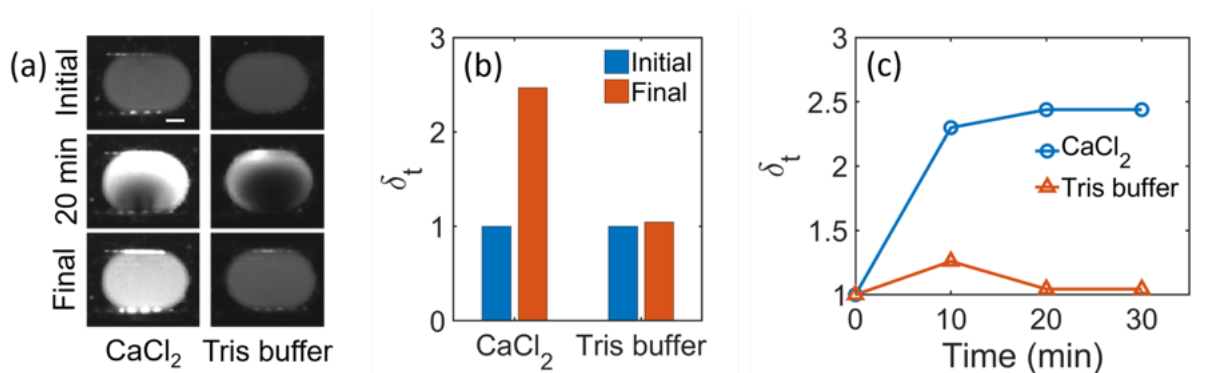 (a)
Initial
20 min
Final
CaCl₂ Tris buffer
(b)
Initial
Final
δt
3
2
1
0
CaCl₂ Tris buffer
(c)
δt
3
2.5
2
1.5
1
CaCl₂
Tris buffer
0 10 20 30
Time (min)